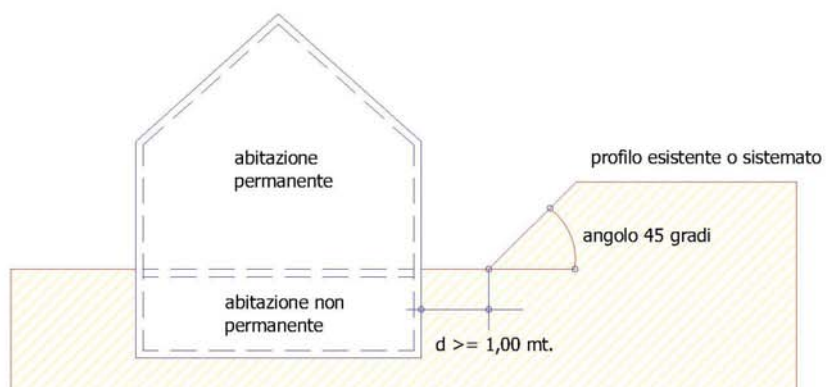 abitazione
permanente
profilo esistente o sistemato
angolo 45 gradi
abitazione non
permanente
d >= 1,00 mt.